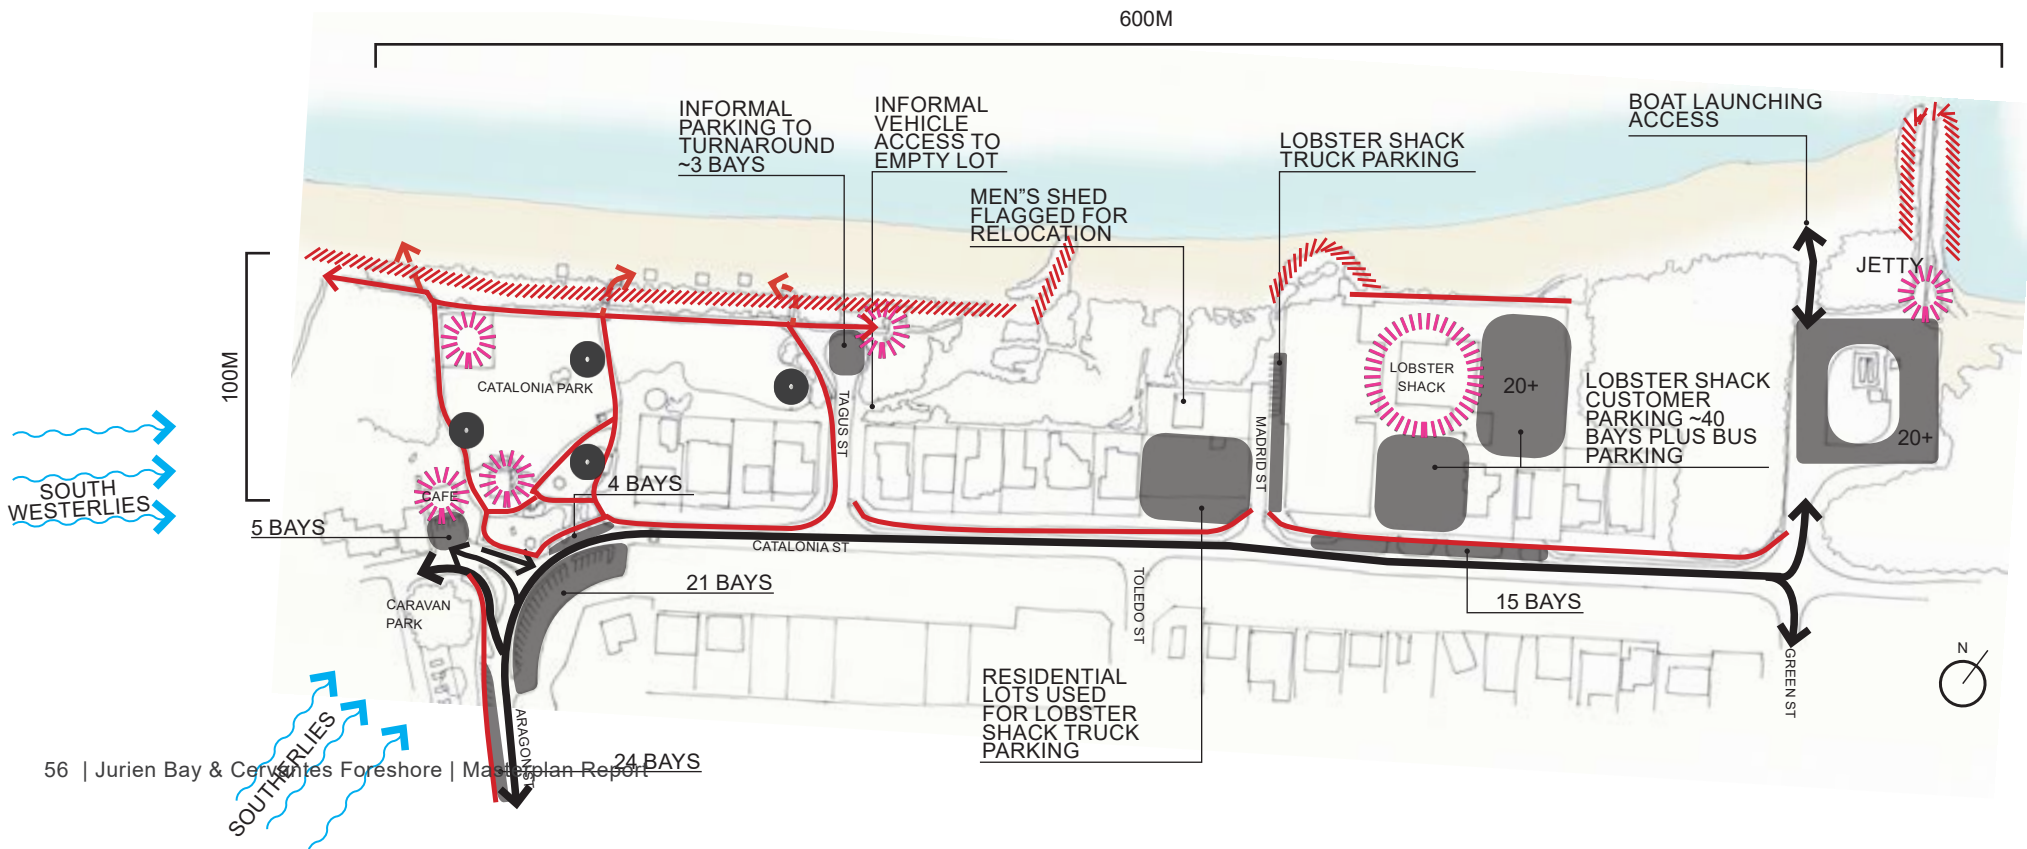 600M
INFORMAL
PARKING TO
TURNAROUND
~3 BAYS
INFORMAL
VEHICLE
ACCESS TO
EMPTY LOT
MEN"S SHED
FLAGGED FOR
RELOCATION
LOBSTER SHACK
TRUCK PARKING
BOAT LAUNCHING
ACCESS
JETTY
100M
CATALONIA PARK
TAGUS ST
MADRID ST
LOBSTER
SHACK
20+
LOBSTER SHACK
CUSTOMER
PARKING ~40
BAYS PLUS BUS
PARKING
20+
SOUTH
WESTERLIES
CAFE
4 BAYS
5 BAYS
CATALONIA ST
21 BAYS
TOLEDO ST
15 BAYS
CARAVAN
PARK
GREEN ST
N
RESIDENTIAL
LOTS USED
FOR LOBSTER
SHACK TRUCK
PARKING
ARAGON ST
24 BAYS
SOUTHERLIES
56 | Jurien Bay & Cervantes Foreshore | Masterplan Report